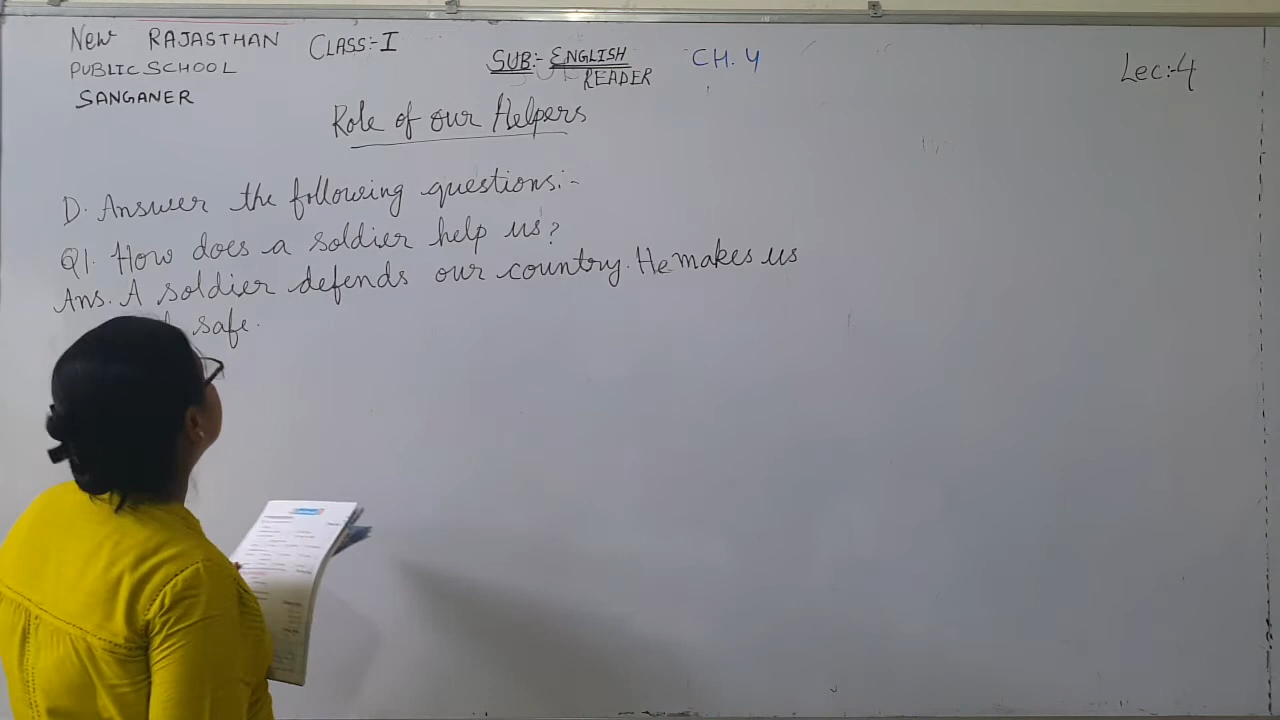 New RAJASTHAN
PUBLIC SCHOOL
SANGANER
CLASS:-I
SUB:- ENGLISH
READER
CH. 4
Lec:-4
Role of our Helpers
D. Answer the following questions:-
Q1. How does a soldier help us?
Ans. A soldier defends our country. He makes us
safe.